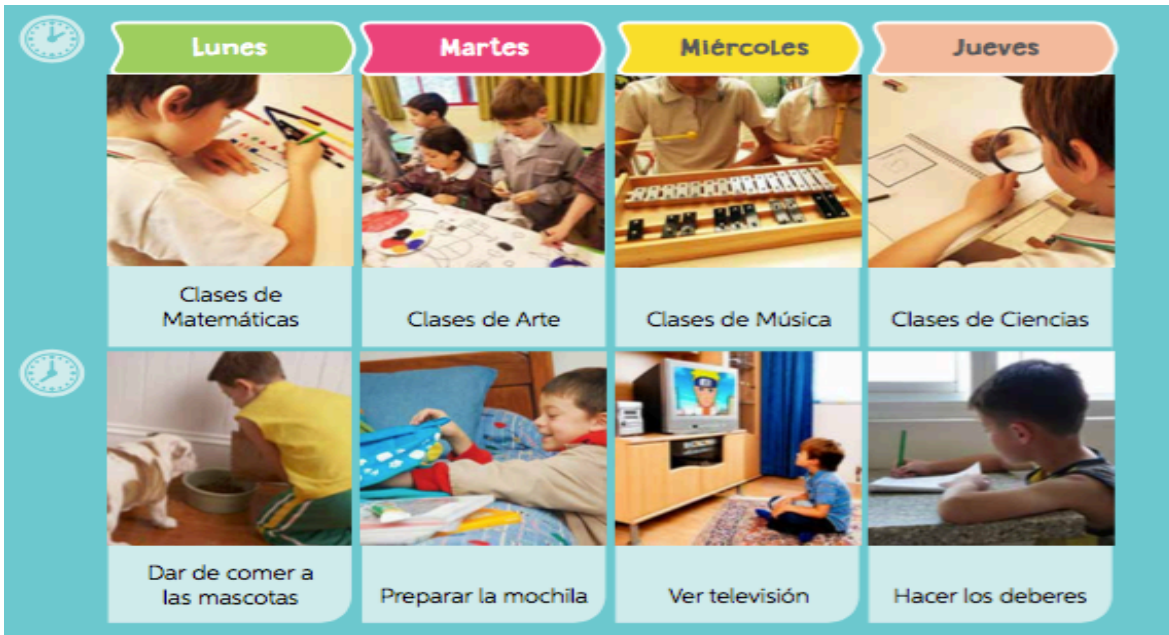 Lunes
Martes
Miércoles
Jueves
Clases de
Matemáticas
Clases de Arte
Clases de Música
Clases de Ciencias
Dar de comer a
las mascotas
Preparar la mochila
Ver televisión
Hacer los deberes